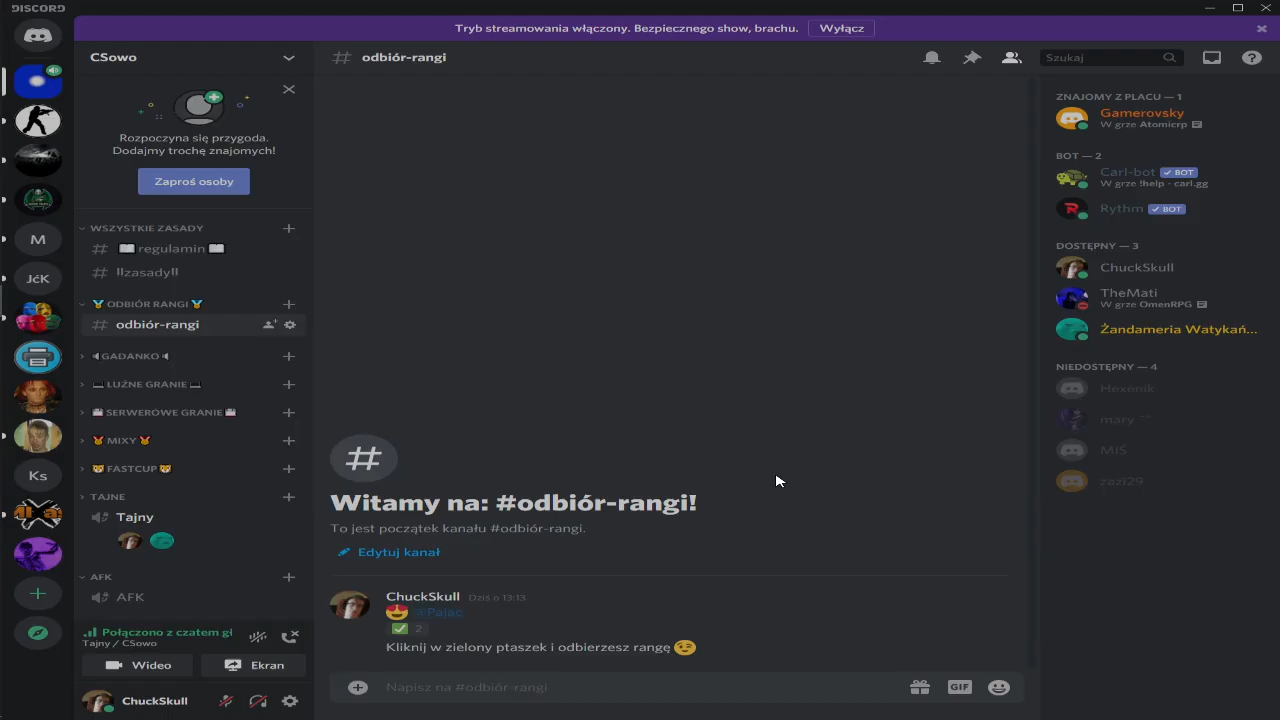 DISCORD
Tryb streamowania włączony. Bezpiecznego show, brachu.
Wyłącz
CSowo
odbiór-rangi
Szukaj
Rozpoczyna się przygoda.
Dodajmy trochę znajomych!
Zaproś osoby
WSZYSTKIE ZASADY
regulamin
‼zasady‼
ODBIÓR RANGI
odbiór-rangi
GADANKO
LUŹNE GRANIE
SERWEROWE GRANIE
MIXY
FASTCUP
TAJNE
Tajny
AFK
AFK
Połączono z czatem gł
Tajny / CSowo
Wideo
Ekran
ChuckSkull
M
JćK
Ks
Witamy na: #odbiór-rangi!
To jest początek kanału #odbiór-rangi.
Edytuj kanał
ChuckSkull Dziś o 13:13
@Pajac
2
Kliknij w zielony ptaszek i odbierzesz rangę
Napisz na #odbiór-rangi
GIF
ZNAJOMY Z PLACU — 1
Gamerovsky
W grze Atomicrp
BOT — 2
Carl-bot BOT
W grze !help - carl.gg
Rythm BOT
DOSTĘPNY — 3
ChuckSkull
TheMati
W grze OmenRPG
Żandameria Watykań...
NIEDOSTĘPNY — 4
Hexenik
mary
MIŚ
zazi29